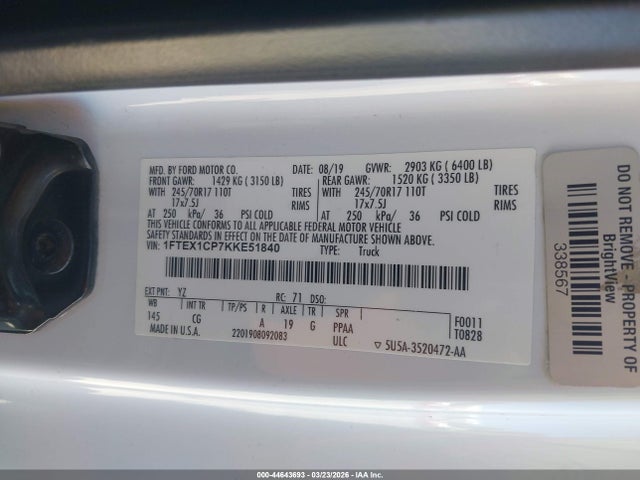 MFD. BY FORD MOTOR CO. 08/19 GVWR: 2903 KG ( 6400 LB)
FRONT GAWR: 1429 KG ( 3150 LB) REAR GAWR: 1520 KG ( 3350 LB)
WITH 245/70R17 110T TIRES WITH 245/70R17 110T TIRES
17x7.5J RIMS 17x7.5J RIMS
AT 250 kPa/ 36 PSI COLD AT 250 kPa/ 36 PSI COLD
THIS VEHICLE CONFORMS TO ALL APPLICABLE FEDERAL MOTOR VEHICLE
SAFETY STANDARDS IN EFFECT ON THE DATE OF MANUFACTURE SHOWN ABOVE.
VIN: 1FTEX1CP7KKE51840 TYPE: Truck
EXT PNT: YZ RC: 71 DSO:
WB INT TR TP/PS R AXLE TR SPR F0011
145 CG A 19 G PPAA T0828
MADE IN U.S.A. 2201908092083 ULC ▽ 5USA-3520472-AA
DO NOT REMOVE - PROPERTY OF
BrightView
338567
000-44643693 - 03/23/2026 - IAA Inc.